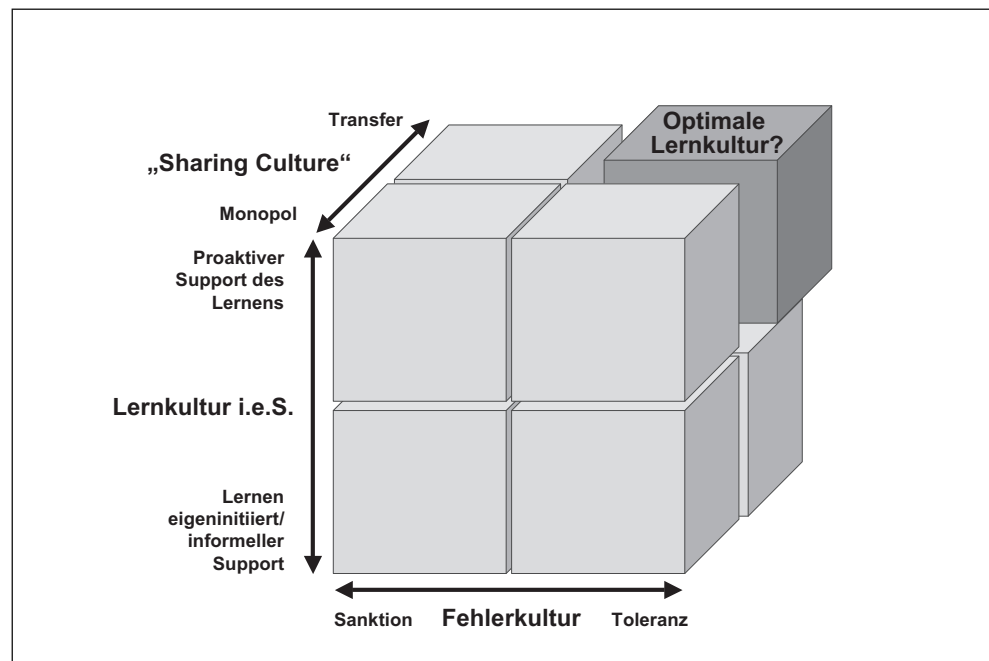 Transfer
„Sharing Culture“
Monopol
Optimale
Lernkultur?
Proaktiver
Support des
Lernens
Lernkultur i.e.S.
Lernen
eigeninitiiert/
informeller
Support
Sanktion
Fehlerkultur
Toleranz